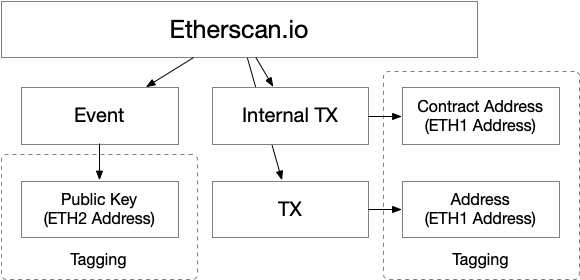 Etherscan.io
Event
Internal TX
Contract Address
(ETH1 Address)
Public Key
(ETH2 Address)
TX
Address
(ETH1 Address)
Tagging
Tagging